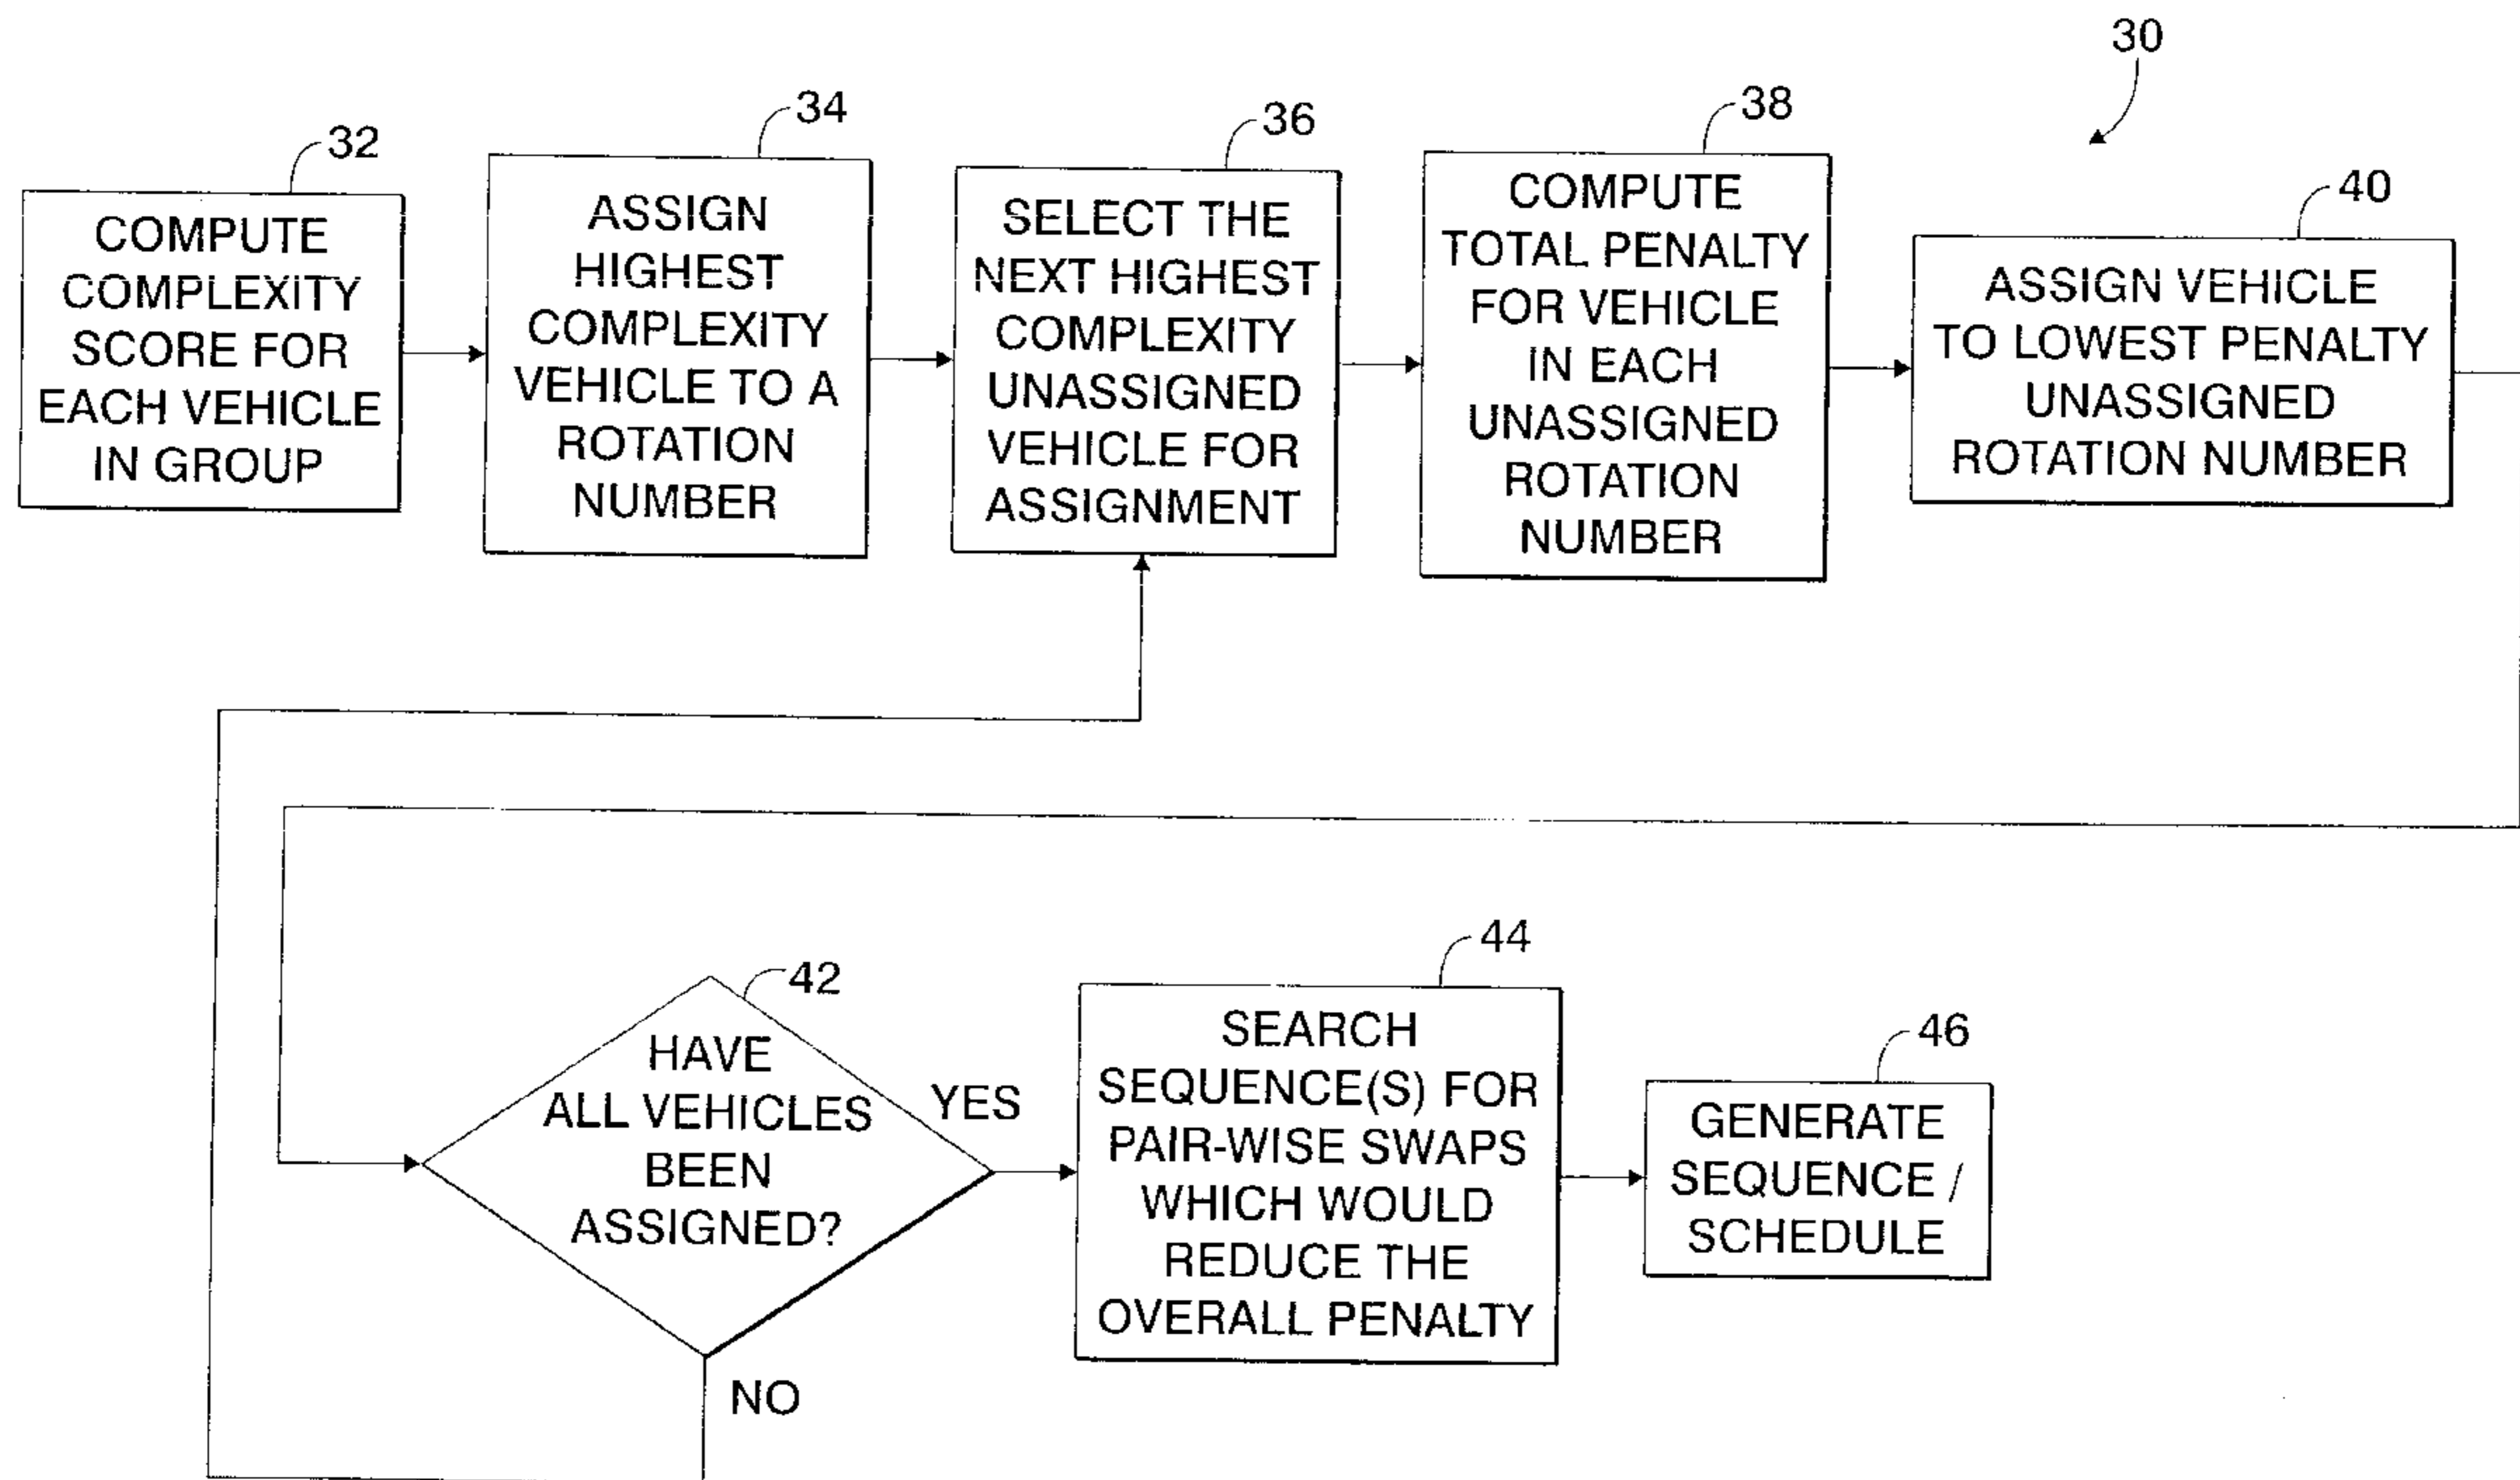 30
32
COMPUTE
COMPLEXITY
SCORE FOR
EACH VEHICLE
IN GROUP
34
ASSIGN
HIGHEST
COMPLEXITY
VEHICLE TO A
ROTATION
NUMBER
36
SELECT THE
NEXT HIGHEST
COMPLEXITY
UNASSIGNED
VEHICLE FOR
ASSIGNMENT
38
COMPUTE
TOTAL PENALTY
FOR VEHICLE
IN EACH
UNASSIGNED
ROTATION
NUMBER
40
ASSIGN VEHICLE
TO LOWEST PENALTY
UNASSIGNED
ROTATION NUMBER
42
HAVE
ALL VEHICLES
BEEN
ASSIGNED?
YES
NO
44
SEARCH
SEQUENCE(S) FOR
PAIR-WISE SWAPS
WHICH WOULD
REDUCE THE
OVERALL PENALTY
46
GENERATE
SEQUENCE /
SCHEDULE